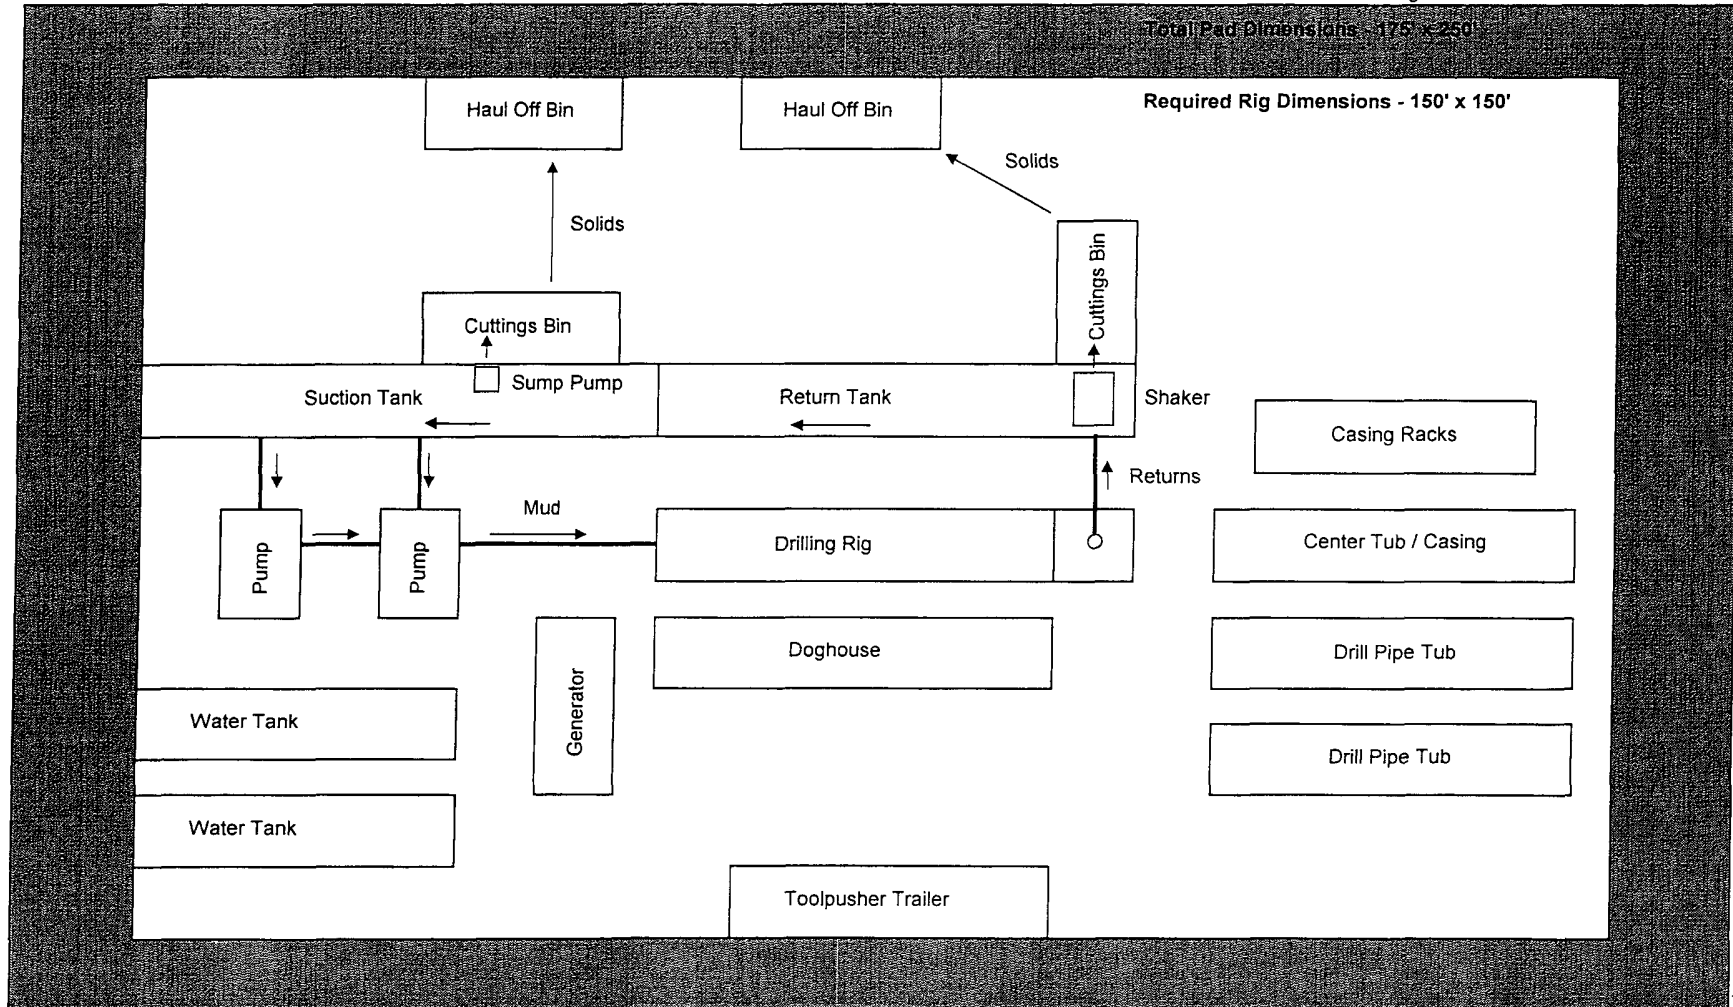 Total Pad Dimensions - 175' x 250'
Required Rig Dimensions - 150' x 150'
Haul Off Bin
Haul Off Bin
Solids
Solids
Cuttings Bin
Cuttings Bin
Suction Tank
Sump Pump
Return Tank
Shaker
Casing Racks
Returns
Mud
Pump
Pump
Drilling Rig
Center Tub / Casing
Generator
Doghouse
Drill Pipe Tub
Water Tank
Drill Pipe Tub
Water Tank
Toolpusher Trailer